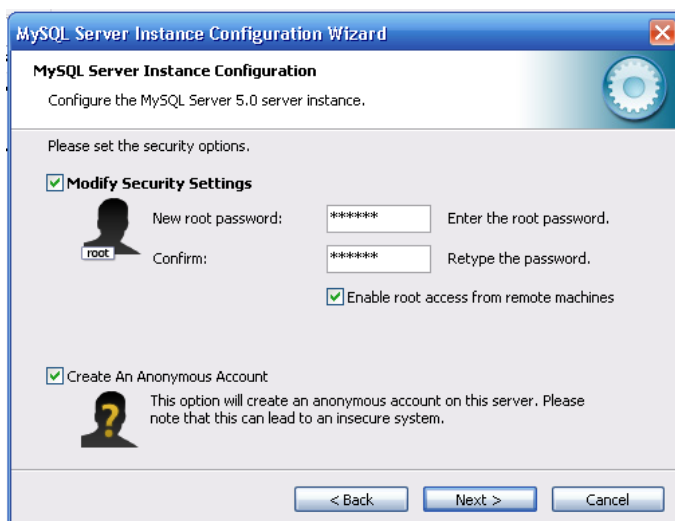 MySQL Server Instance Configuration Wizard
MySQL Server Instance Configuration
Configure the MySQL Server 5.0 server instance.
Please set the security options.
Modify Security Settings
New root password: ****** Enter the root password.
root
Confirm: ****** Retype the password.
Enable root access from remote machines
Create An Anonymous Account
This option will create an anonymous account on this server. Please
note that this can lead to an insecure system.
< Back Next > Cancel